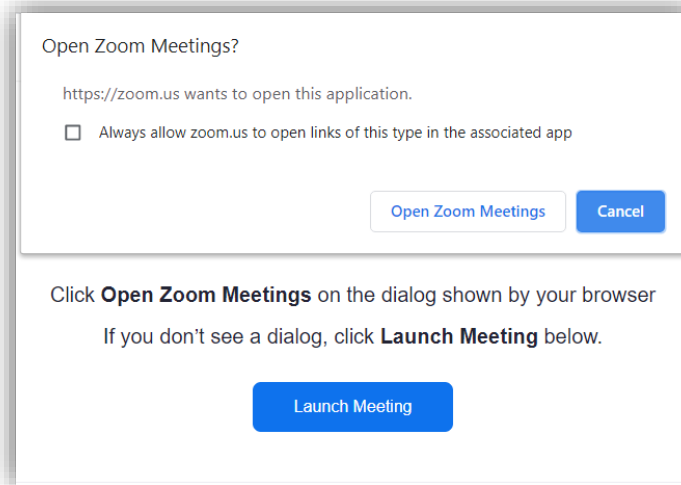 Open Zoom Meetings?
https://zoom.us wants to open this application.
Always allow zoom.us to open links of this type in the associated app
Open Zoom Meetings Cancel
Click Open Zoom Meetings on the dialog shown by your browser
If you don’t see a dialog, click Launch Meeting below.
Launch Meeting